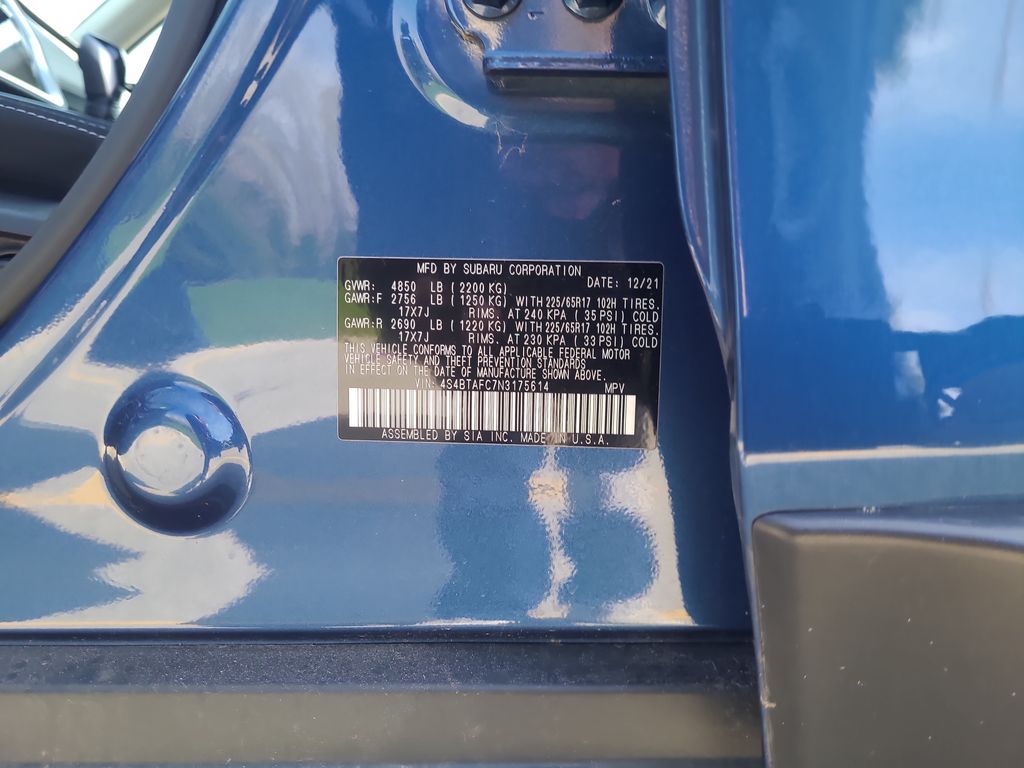 MFD BY SUBARU CORPORATION
GVWR: 4850 LB (2200 KG) DATE: 12/21
GAWR:F 2756 LB (1250 KG) WITH 225/65R17 102H TIRES.
17X7J RIMS. AT 240 KPA (35 PSI) COLD
GAWR:R 2690 LB (1220 KG) WITH 225/65R17 102H TIRES.
17X7J RIMS. AT 230 KPA (33 PSI) COLD
THIS VEHICLE CONFORMS TO ALL APPLICABLE FEDERAL MOTOR
VEHICLE SAFETY AND THEFT PREVENTION STANDARDS
IN EFFECT ON THE DATE OF MANUFACTURE SHOWN ABOVE.
VIN: 4S4BTAFC7N3175614 MPV
ASSEMBLED BY SIA INC. MADE IN U.S.A.